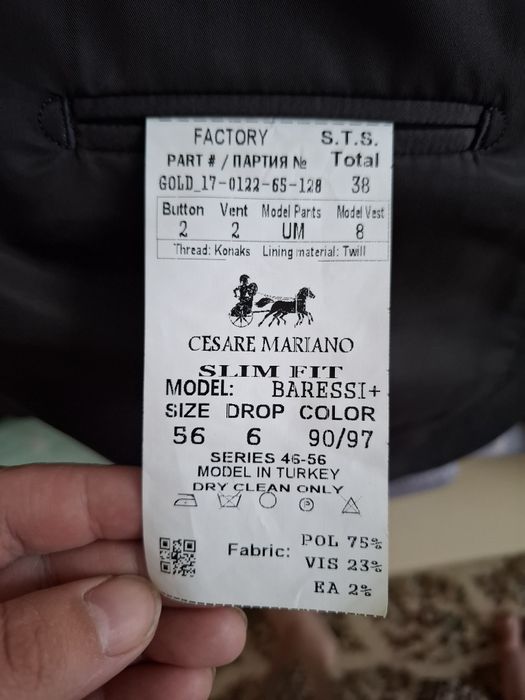 FACTORY S.T.S.
PART # / ПАРТИЯ № Total
GOLD_17-0122-65-128 38
Button Vent Model Parts Model Vest
2 2 UM 8
Thread: Konaks Lining material: Twill
CESARE MARIANO
SLIM FIT
MODEL: BARESSI+
SIZE DROP COLOR
56 6 90/97
SERIES 46-56
MODEL IN TURKEY
DRY CLEAN ONLY
Fabric: POL 75%
VIS 23%
EA 2%